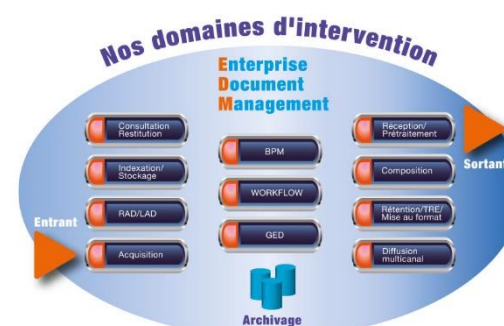 Nos domaines d'intervention
Enterprise
Document
Management
Consultation
Restitution
Indexation/
Stockage
RAD/LAD
Entrant
Acquisition
BPM
WORKFLOW
GED
Réception/
Prétraitement
Sortant
Composition
Rétention/TRE/
Mise au format
Diffusion
multicanal
Archivage